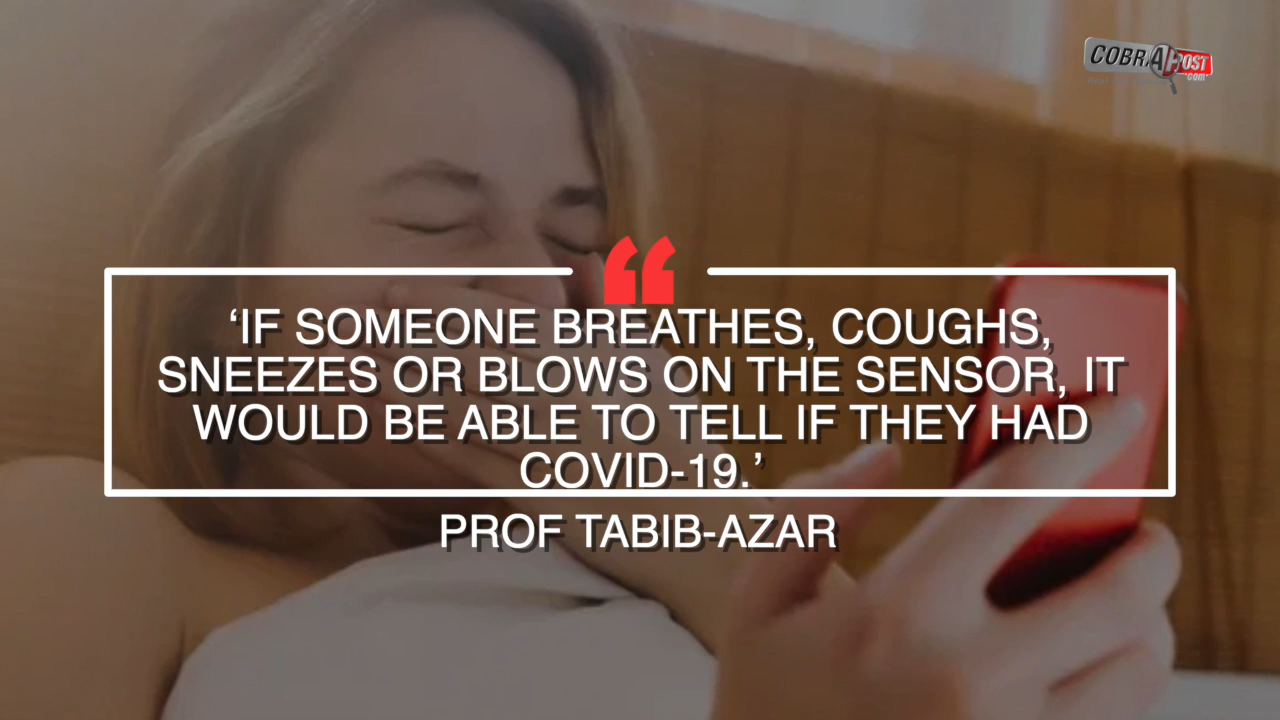 COBRAPOST
.COM
‘IF SOMEONE BREATHES, COUGHS,
SNEEZES OR BLOWS ON THE SENSOR, IT
WOULD BE ABLE TO TELL IF THEY HAD
COVID-19.’
PROF TABIB-AZAR